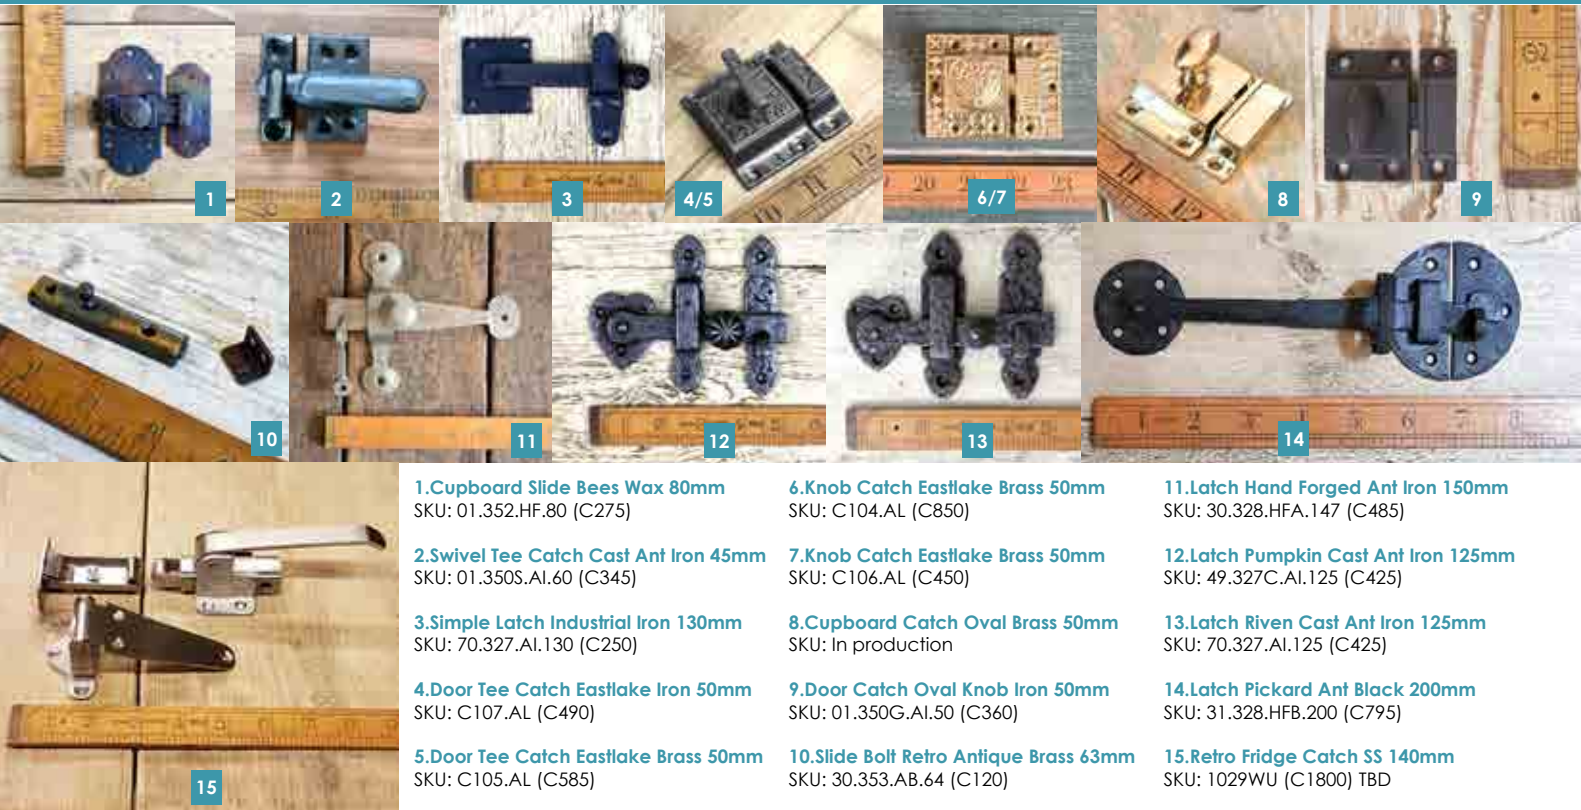 1
2
3
4/5
6/7
8
9
10
11
12
13
14
15
1.Cupboard Slide Bees Wax 80mm
SKU: 01.352.HF.80 (C275)
2.Swivel Tee Catch Cast Ant Iron 45mm
SKU: 01.350S.AI.60 (C345)
3.Simple Latch Industrial Iron 130mm
SKU: 70.327.AI.130 (C250)
4.Door Tee Catch Eastlake Iron 50mm
SKU: C107.AL (C490)
5.Door Tee Catch Eastlake Brass 50mm
SKU: C105.AL (C585)
6.Knob Catch Eastlake Brass 50mm
SKU: C104.AL (C850)
7.Knob Catch Eastlake Brass 50mm
SKU: C106.AL (C450)
8.Cupboard Catch Oval Brass 50mm
SKU: In production
9.Door Catch Oval Knob Iron 50mm
SKU: 01.350G.AI.50 (C360)
10.Slide Bolt Retro Antique Brass 63mm
SKU: 30.353.AB.64 (C120)
11.Latch Hand Forged Ant Iron 150mm
SKU: 30.328.HFA.147 (C485)
12.Latch Pumpkin Cast Ant Iron 125mm
SKU: 49.327C.AI.125 (C425)
13.Latch Riven Cast Ant Iron 125mm
SKU: 70.327.AI.125 (C425)
14.Latch Pickard Ant Black 200mm
SKU: 31.328.HFB.200 (C795)
15.Retro Fridge Catch SS 140mm
SKU: 1029WU (C1800) TBD